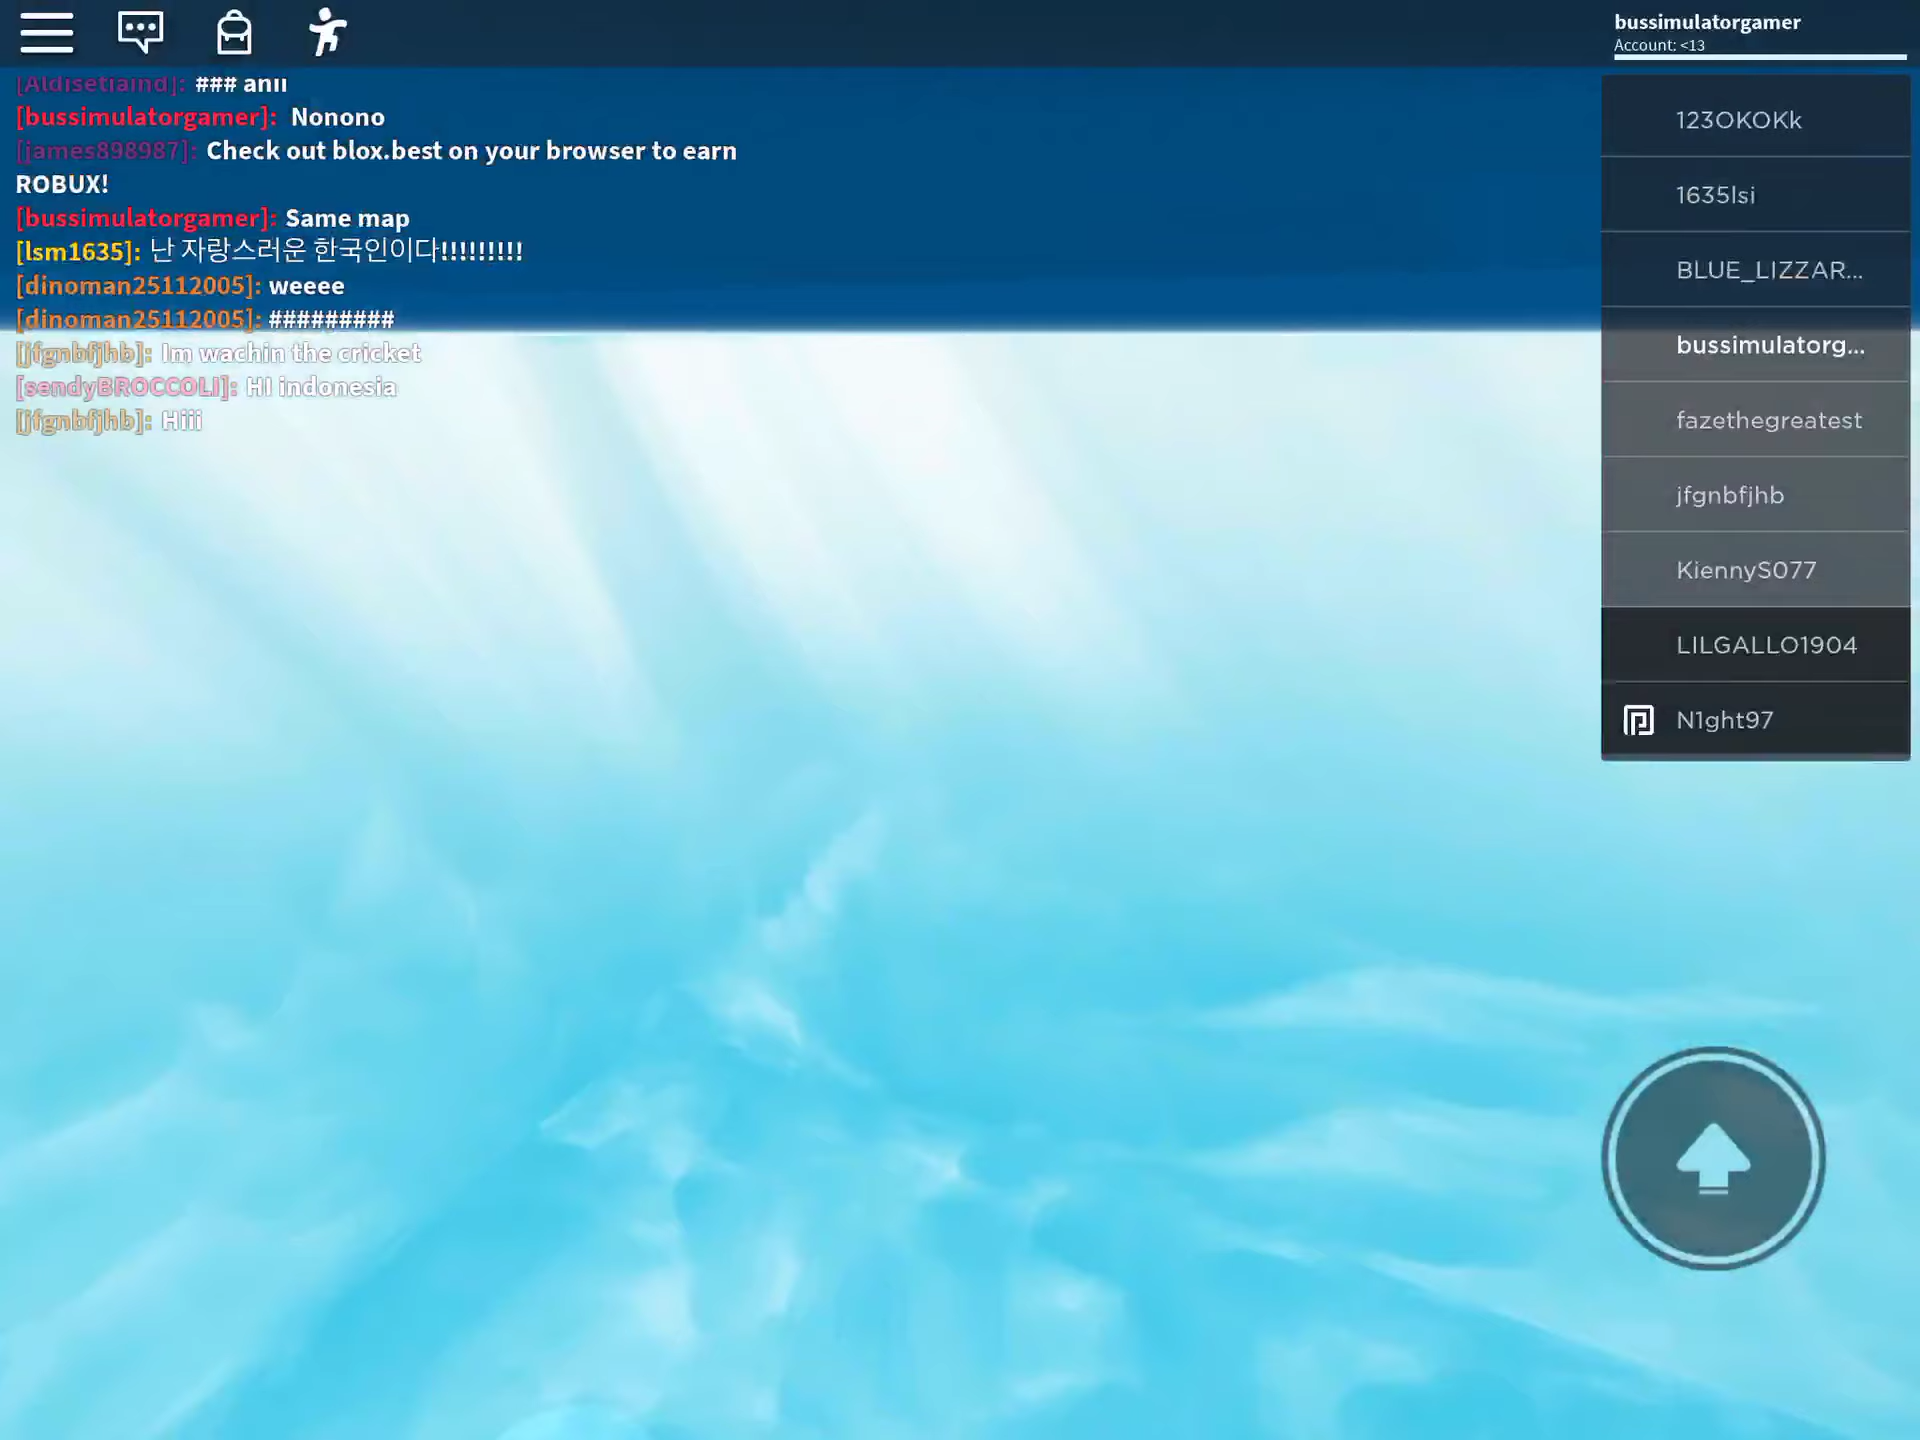 bussimulatorgamer
Account: <13
[Aldisetiaind]: ### anii
[bussimulatorgamer]: Nonono
[james898987]: Check out blox.best on your browser to earn
ROBUX!
[bussimulatorgamer]: Same map
[lsm1635]: 난 자랑스러운 한국인이다!!!!!!!!!
[dinoman25112005]: weeee
[dinoman25112005]: #########
[jfgnbfjhb]: Im wachin the cricket
[sendyBROCCOLI]: HI indonesia
[jfgnbfjhb]: Hiii
123OKOKk
1635lsi
BLUE_LIZZAR...
bussimulatorg...
fazethegreatest
jfgnbfjhb
KiennyS077
LILGALLO1904
N1ght97